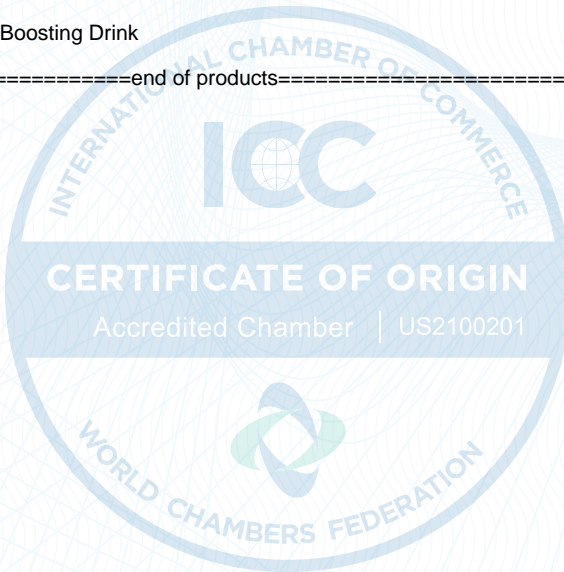 Boosting Drink
===========end of products=======================
INTERNATIONAL CHAMBER OF COMMERCE
ICC
CERTIFICATE OF ORIGIN
Accredited Chamber | US2100201
WORLD CHAMBERS FEDERATION